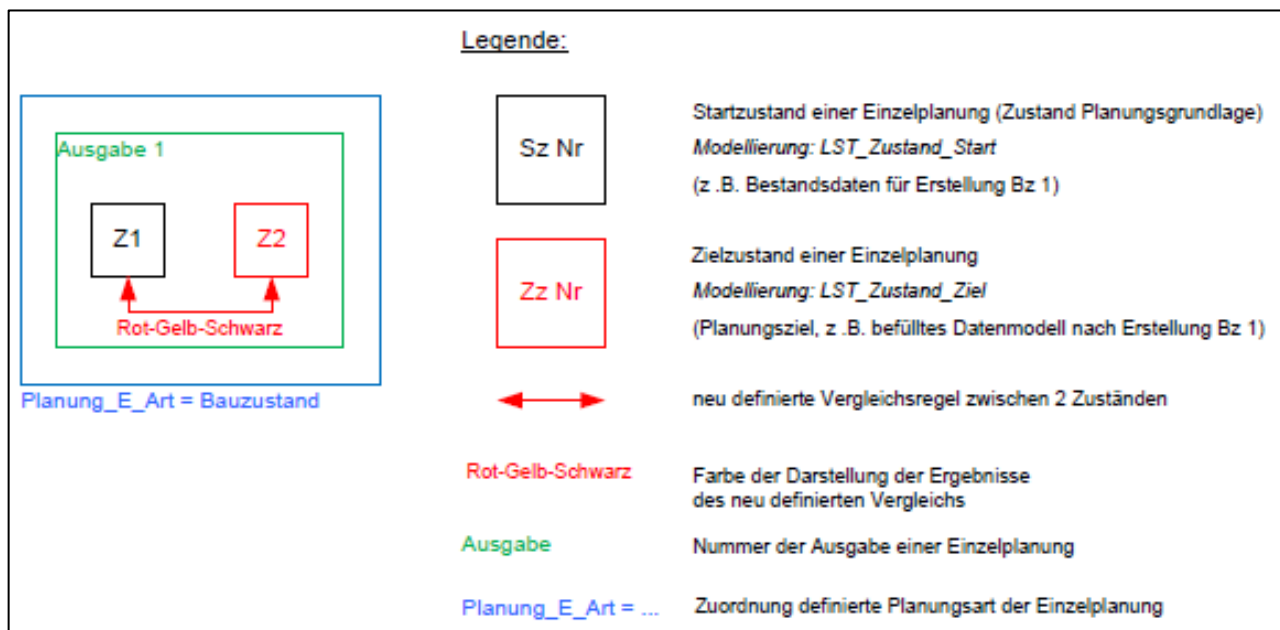 Legende:
Ausgabe 1
Z1
Z2
Rot-Gelb-Schwarz
Planung_E_Art = Bauzustand
Sz Nr
Startzustand einer Einzelplanung (Zustand Planungsgrundlage)
Modellierung: LST_Zustand_Start
(z .B. Bestandsdaten für Erstellung Bz 1)
Zz Nr
Zielzustand einer Einzelplanung
Modellierung: LST_Zustand_Ziel
(Planungsziel, z .B. befülltes Datenmodell nach Erstellung Bz 1)
neu definierte Vergleichsregel zwischen 2 Zuständen
Rot-Gelb-Schwarz
Farbe der Darstellung der Ergebnisse
des neu definierten Vergleichs
Ausgabe
Nummer der Ausgabe einer Einzelplanung
Planung_E_Art = ...
Zuordnung definierte Planungsart der Einzelplanung